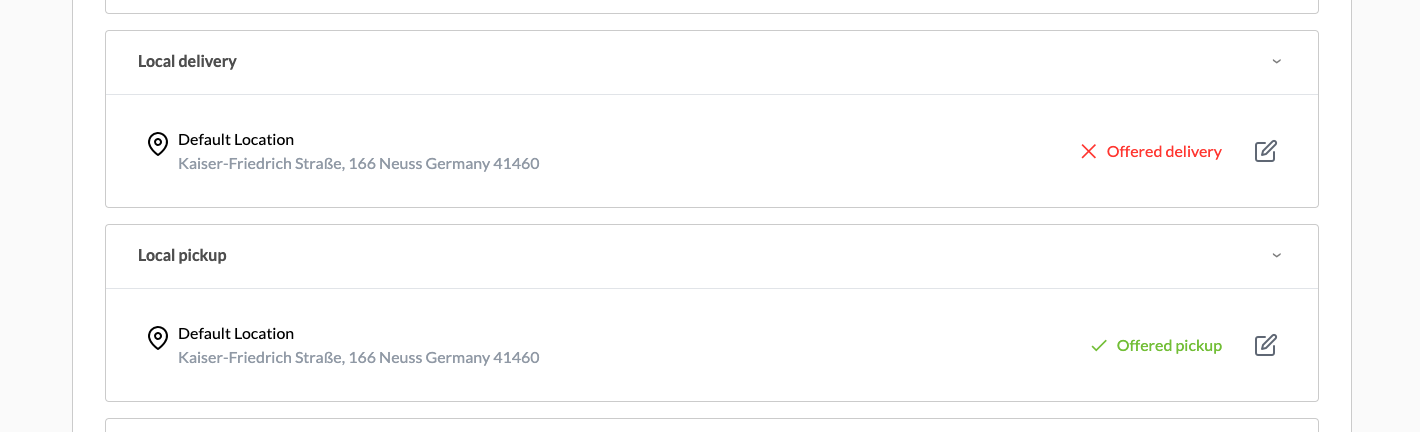 Local delivery
Default Location
Kaiser-Friedrich Straße, 166 Neuss Germany 41460
Offered delivery
Local pickup
Default Location
Kaiser-Friedrich Straße, 166 Neuss Germany 41460
Offered pickup